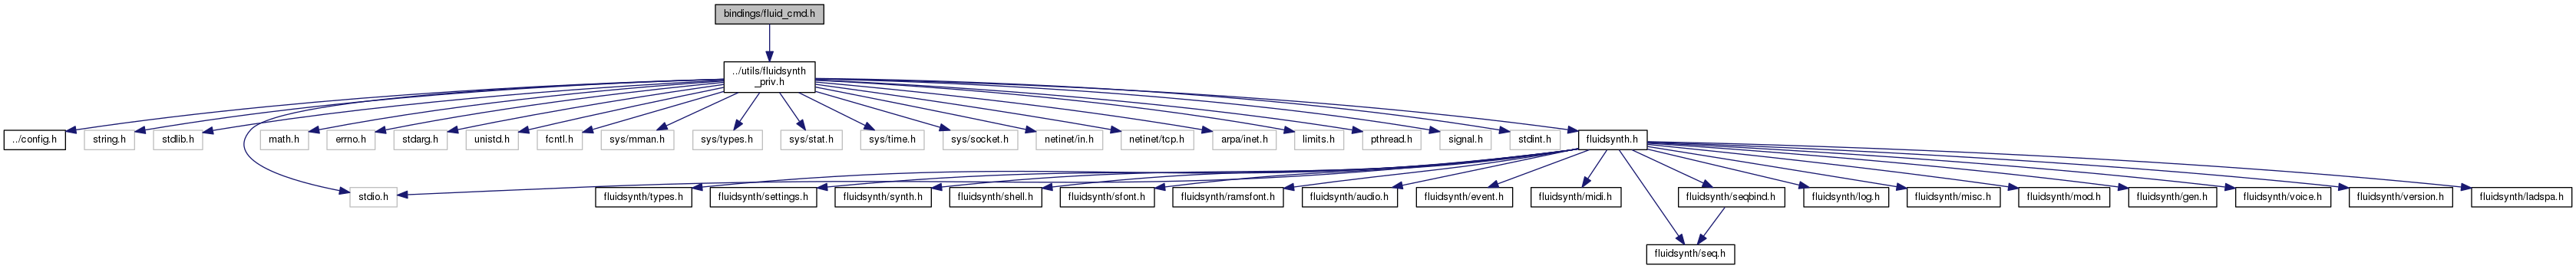 bindings/fluid_cmd.h
../utils/fluidsynth
_priv.h
../config.h
string.h
stdlib.h
math.h
errno.h
stdarg.h
unistd.h
fcntl.h
sys/mman.h
sys/types.h
sys/stat.h
sys/time.h
sys/socket.h
netinet/in.h
netinet/tcp.h
arpa/inet.h
limits.h
pthread.h
signal.h
stdint.h
fluidsynth.h
stdio.h
fluidsynth/types.h
fluidsynth/settings.h
fluidsynth/synth.h
fluidsynth/shell.h
fluidsynth/sfont.h
fluidsynth/ramsfont.h
fluidsynth/audio.h
fluidsynth/event.h
fluidsynth/midi.h
fluidsynth/seqbind.h
fluidsynth/log.h
fluidsynth/misc.h
fluidsynth/mod.h
fluidsynth/gen.h
fluidsynth/voice.h
fluidsynth/version.h
fluidsynth/ladspa.h
fluidsynth/seq.h